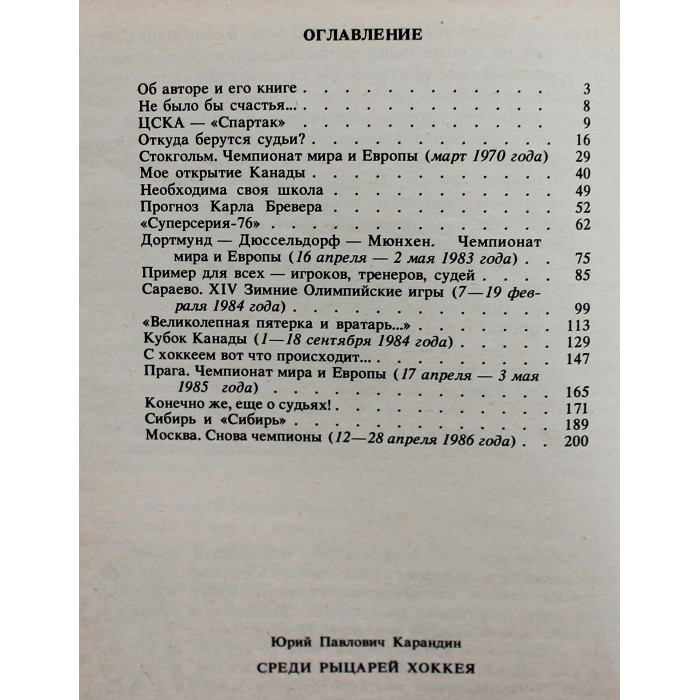 ОГЛАВЛЕНИЕ
Об авторе и его книге . . . . . . . . . . . . 3
Не было бы счастья... . . . . . . . . . . . . 8
ЦСКА — «Спартак» . . . . . . . . . . . . 9
Откуда берутся судьи? . . . . . . . . . . . . 16
Стокгольм. Чемпионат мира и Европы (март 1970 года) 29
Мое открытие Канады . . . . . . . . . . . . 40
Необходима своя школа . . . . . . . . . . . 49
Прогноз Карла Бревера . . . . . . . . . . . 52
«Суперсерия-76» . . . . . . . . . . . . . 62
Дортмунд — Дюссельдорф — Мюнхен. Чемпионат
мира и Европы (16 апреля — 2 мая 1983 года) . . 75
Пример для всех — игроков, тренеров, судей . . . 85
Сараево. XIV Зимние Олимпийские игры (7—19 фев-
раля 1984 года) . . . . . . . . . . . . . 99
«Великолепная пятерка и вратарь...» . . . . . . 113
Кубок Канады (1—18 сентября 1984 года) . . . . 129
С хоккеем вот что происходит... . . . . . . . . 147
Прага. Чемпионат мира и Европы (17 апреля — 3 мая
1985 года) . . . . . . . . . . . . . . 165
Конечно же, еще о судьях! . . . . . . . . . . 171
Сибирь и «Сибирь» . . . . . . . . . . . . 189
Москва. Снова чемпионы (12—28 апреля 1986 года) . . 200
Юрий Павлович Карандин
СРЕДИ РЫЦАРЕЙ ХОККЕЯ